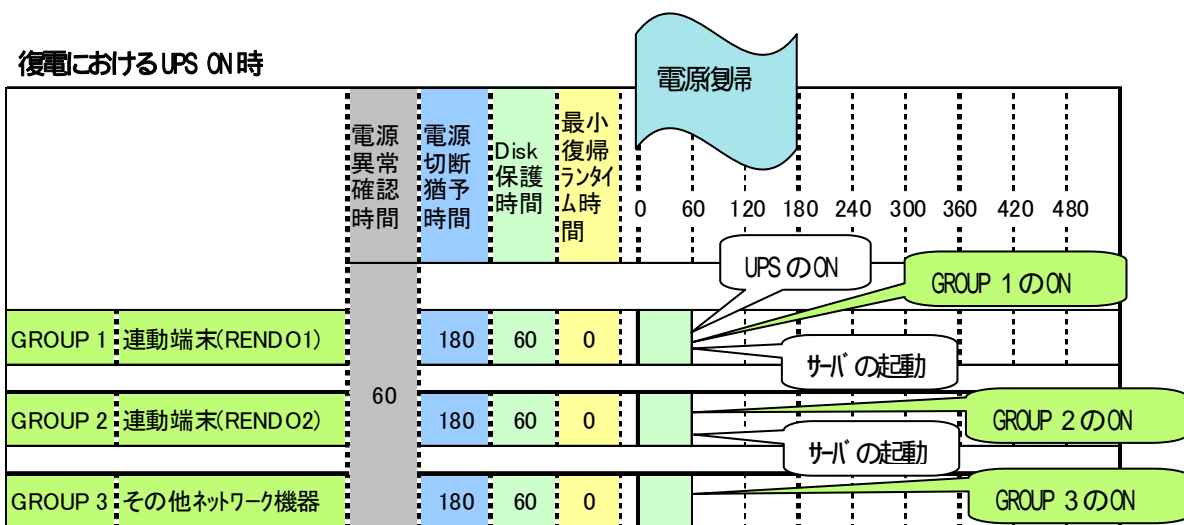 復電におけるUPS ON時
電源復帰
電源異常確認時間
電源切断猶予時間
Disk保護時間
最小復帰ランタイム時間
0 60 120 180 240 300 360 420 480
UPSのON
GROUP 1のON
GROUP 1 連動端末(RENDO1) 180 60 0
サーバの起動
60
GROUP 2 連動端末(RENDO2) 180 60 0
GROUP 2のON
サーバの起動
GROUP 3 その他ネットワーク機器 180 60 0
GROUP 3のON